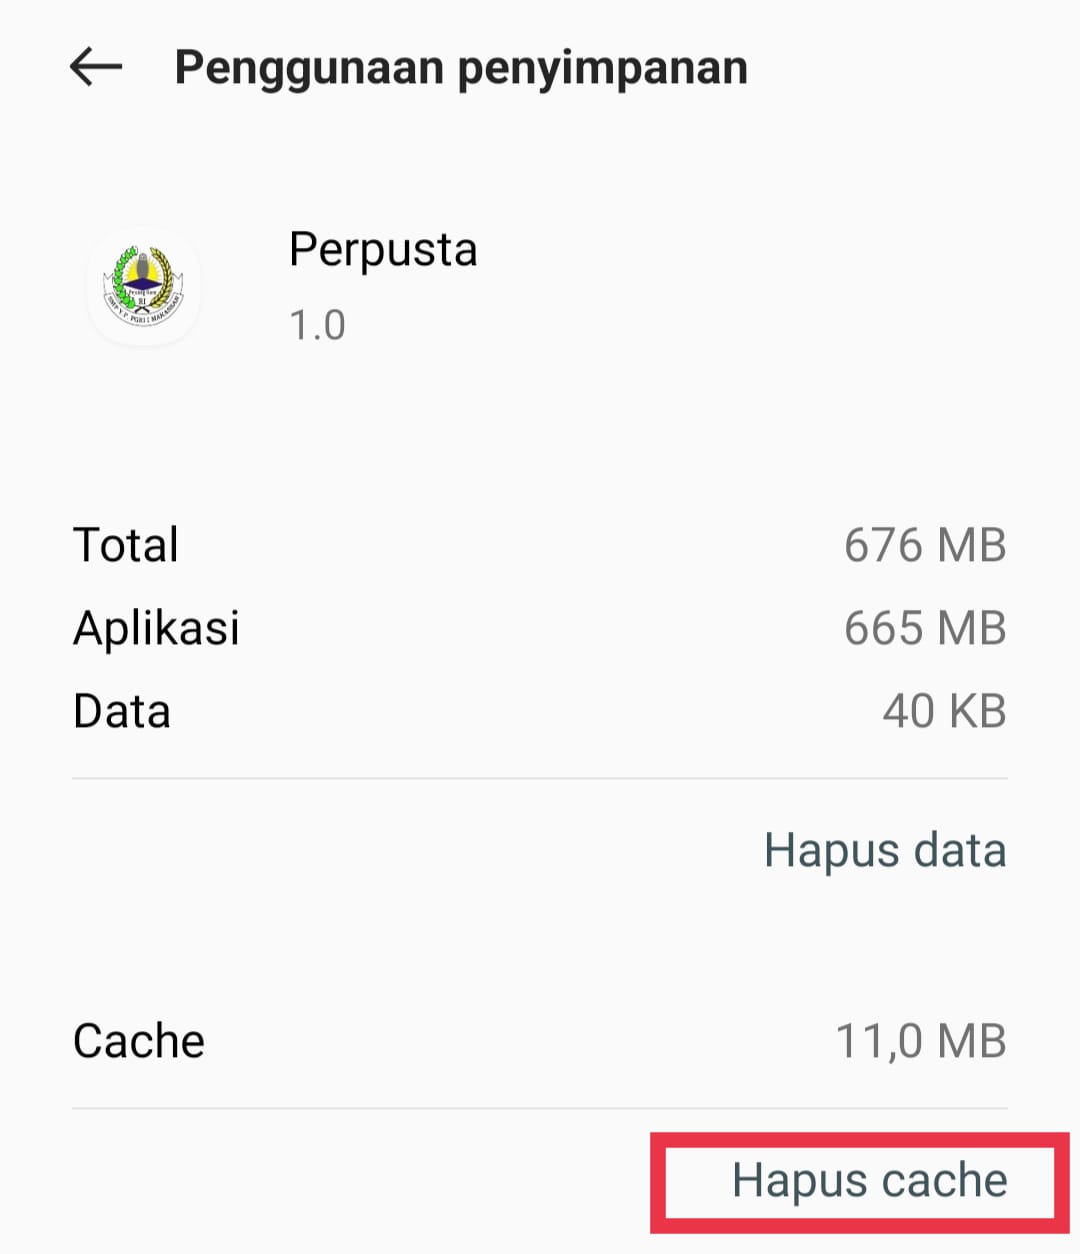 Penggunaan penyimpanan
Perpusta
1.0
Total 676 MB
Aplikasi 665 MB
Data 40 KB
Hapus data
Cache 11,0 MB
Hapus cache